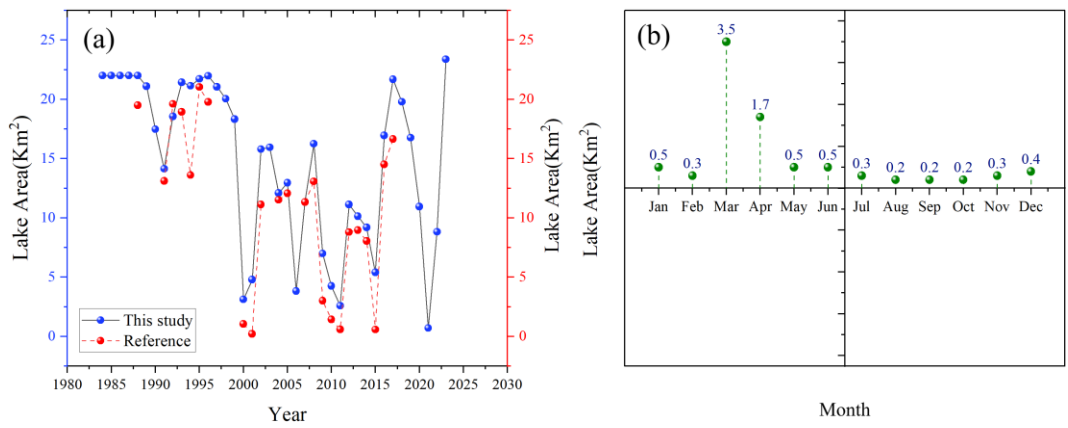 (a)
25
20
15
10
5
0
Lake Area(Km²)
This study
Reference
1980 1985 1990 1995 2000 2005 2010 2015 2020 2025 2030
Year
25
20
15
10
5
0
Lake Area(Km²)
(b)
Lake Area(Km²)
0.5 0.3 3.5 1.7 0.5 0.5 0.3 0.2 0.2 0.2 0.3 0.4
Jan Feb Mar Apr May Jun Jul Aug Sep Oct Nov Dec
Month